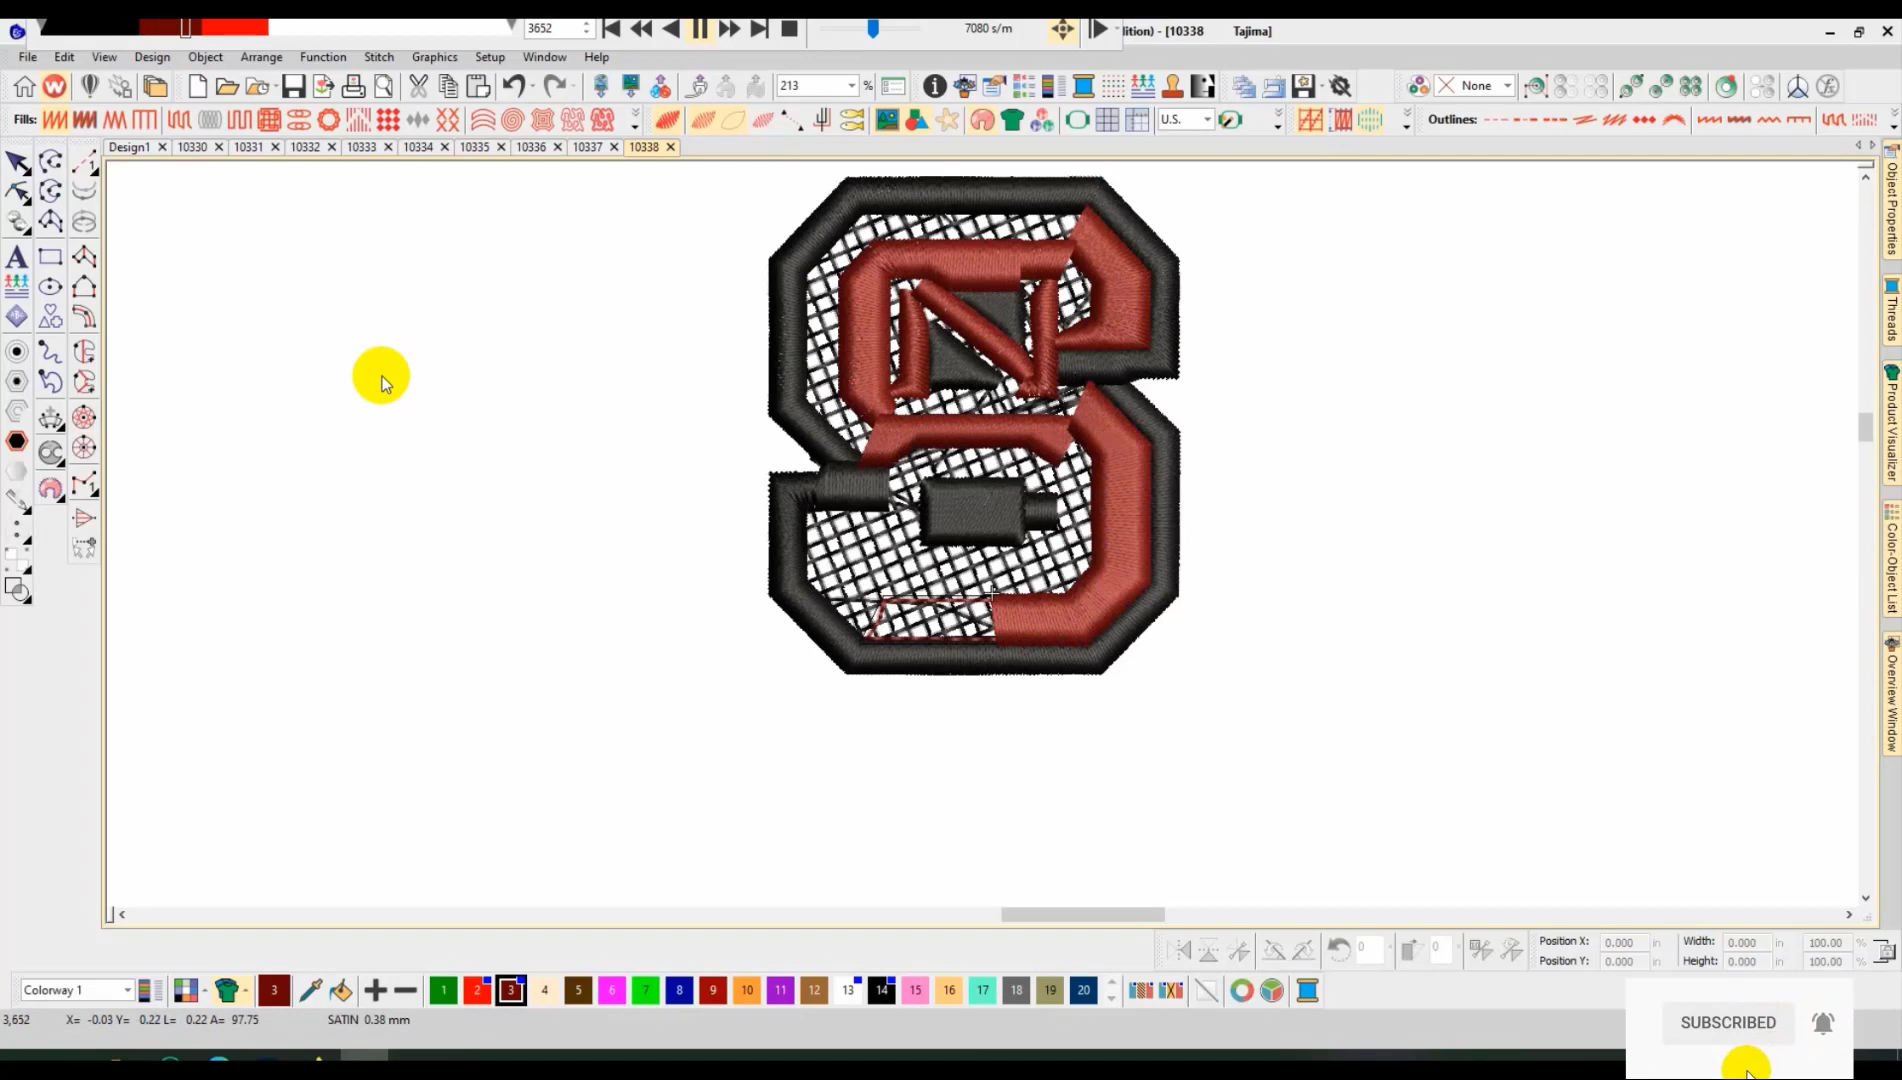 3652
7080 s/m
dition) - [10338 Tajima]
File Edit View Design Object Arrange Function Stitch Graphics Setup Window Help
213 %
None
Fills:
U.S.
Outlines:
Design1 10330 10331 10332 10333 10334 10335 10336 10337 10338
Object Properties
Threads
Product Visualizer
Color-Object List
Overview Window
N
Position X: 0.000 in Width: 0.000 in 100.00 %
Position Y: 0.000 in Height: 0.000 in 100.00 %
0
0
Colorway 1
3
1 2 3 4 5 6 7 8 9 10 11 12 13 14 15 16 17 18 19 20
3,652 X= -0.03 Y= 0.22 L= 0.22 A= 97.75 SATIN 0.38 mm
SUBSCRIBED